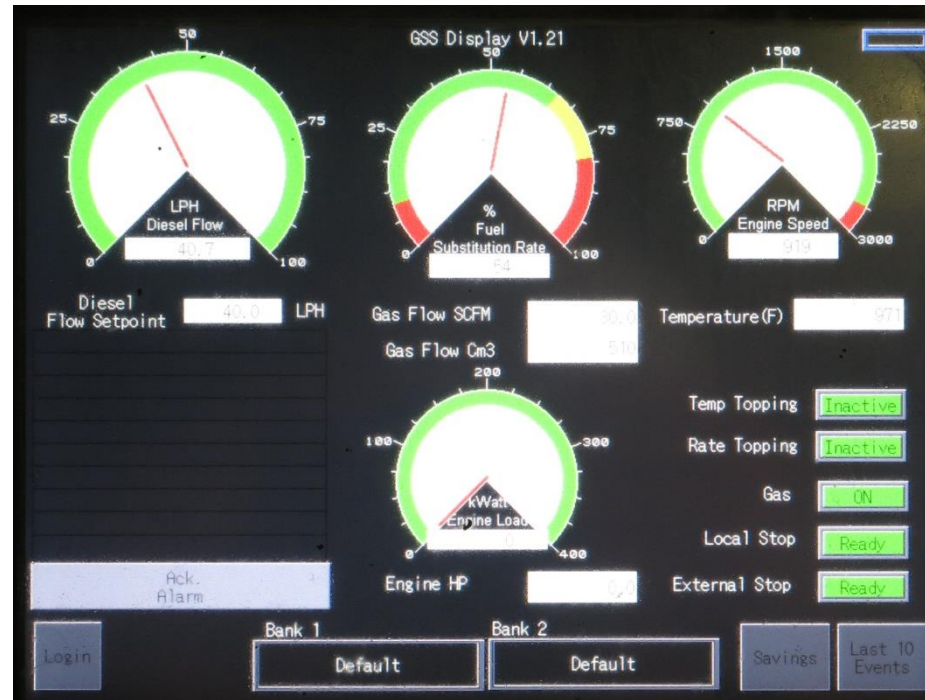 GSS Display V1.21
50
25
75
0
100
LPH
Diesel Flow
40.7
50
25
75
0
100
%
Fuel
Substitution Rate
54
1500
750
2250
0
3000
RPM
Engine Speed
919
Diesel
Flow Setpoint
40.0
LPH
Gas Flow SCFM
30.0
Gas Flow Cm3
510
Temperature(F)
971
200
100
300
0
400
kWatt
Engine Load
0
Engine HP
0.0
Temp Topping
Inactive
Rate Topping
Inactive
Gas
ON
Local Stop
Ready
External Stop
Ready
Ack.
Alarm
Login
Bank 1
Default
Bank 2
Default
Savings
Last 10
Events